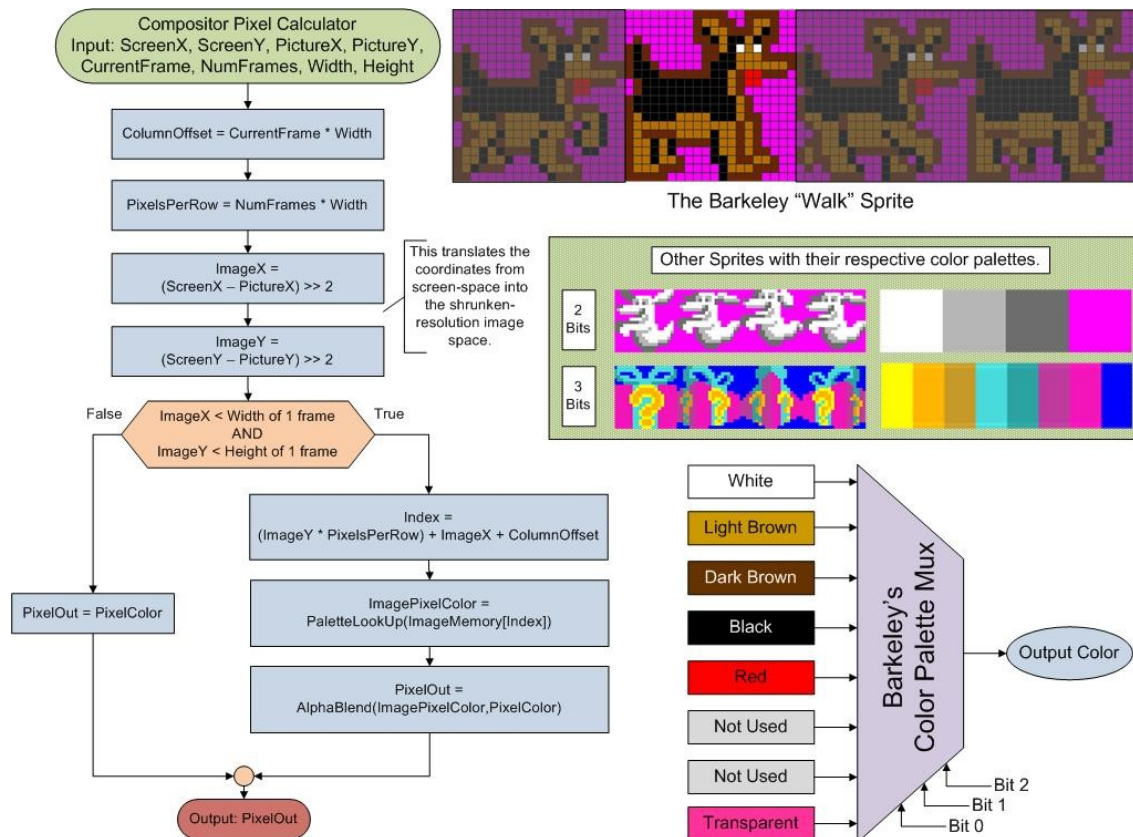 Compositor Pixel Calculator
Input: ScreenX, ScreenY, PictureX, PictureY,
CurrentFrame, NumFrames, Width, Height
ColumnOffset = CurrentFrame * Width
PixelsPerRow = NumFrames * Width
ImageX =
(ScreenX – PictureX) >> 2
ImageY =
(ScreenY – PictureY) >> 2
This translates the
coordinates from
screen-space into
the shrunken-
resolution image
space.
False
True
ImageX < Width of 1 frame
AND
ImageY < Height of 1 frame
Index =
(ImageY * PixelsPerRow) + ImageX + ColumnOffset
ImagePixelColor =
PaletteLookUp(ImageMemory[Index])
PixelOut =
AlphaBlend(ImagePixelColor,PixelColor)
PixelOut = PixelColor
Output: PixelOut
The Barkeley “Walk” Sprite
Other Sprites with their respective color palettes.
2
Bits
3
Bits
White
Light Brown
Dark Brown
Black
Red
Not Used
Not Used
Transparent
Barkeley’s
Color Palette Mux
Output Color
Bit 2
Bit 1
Bit 0